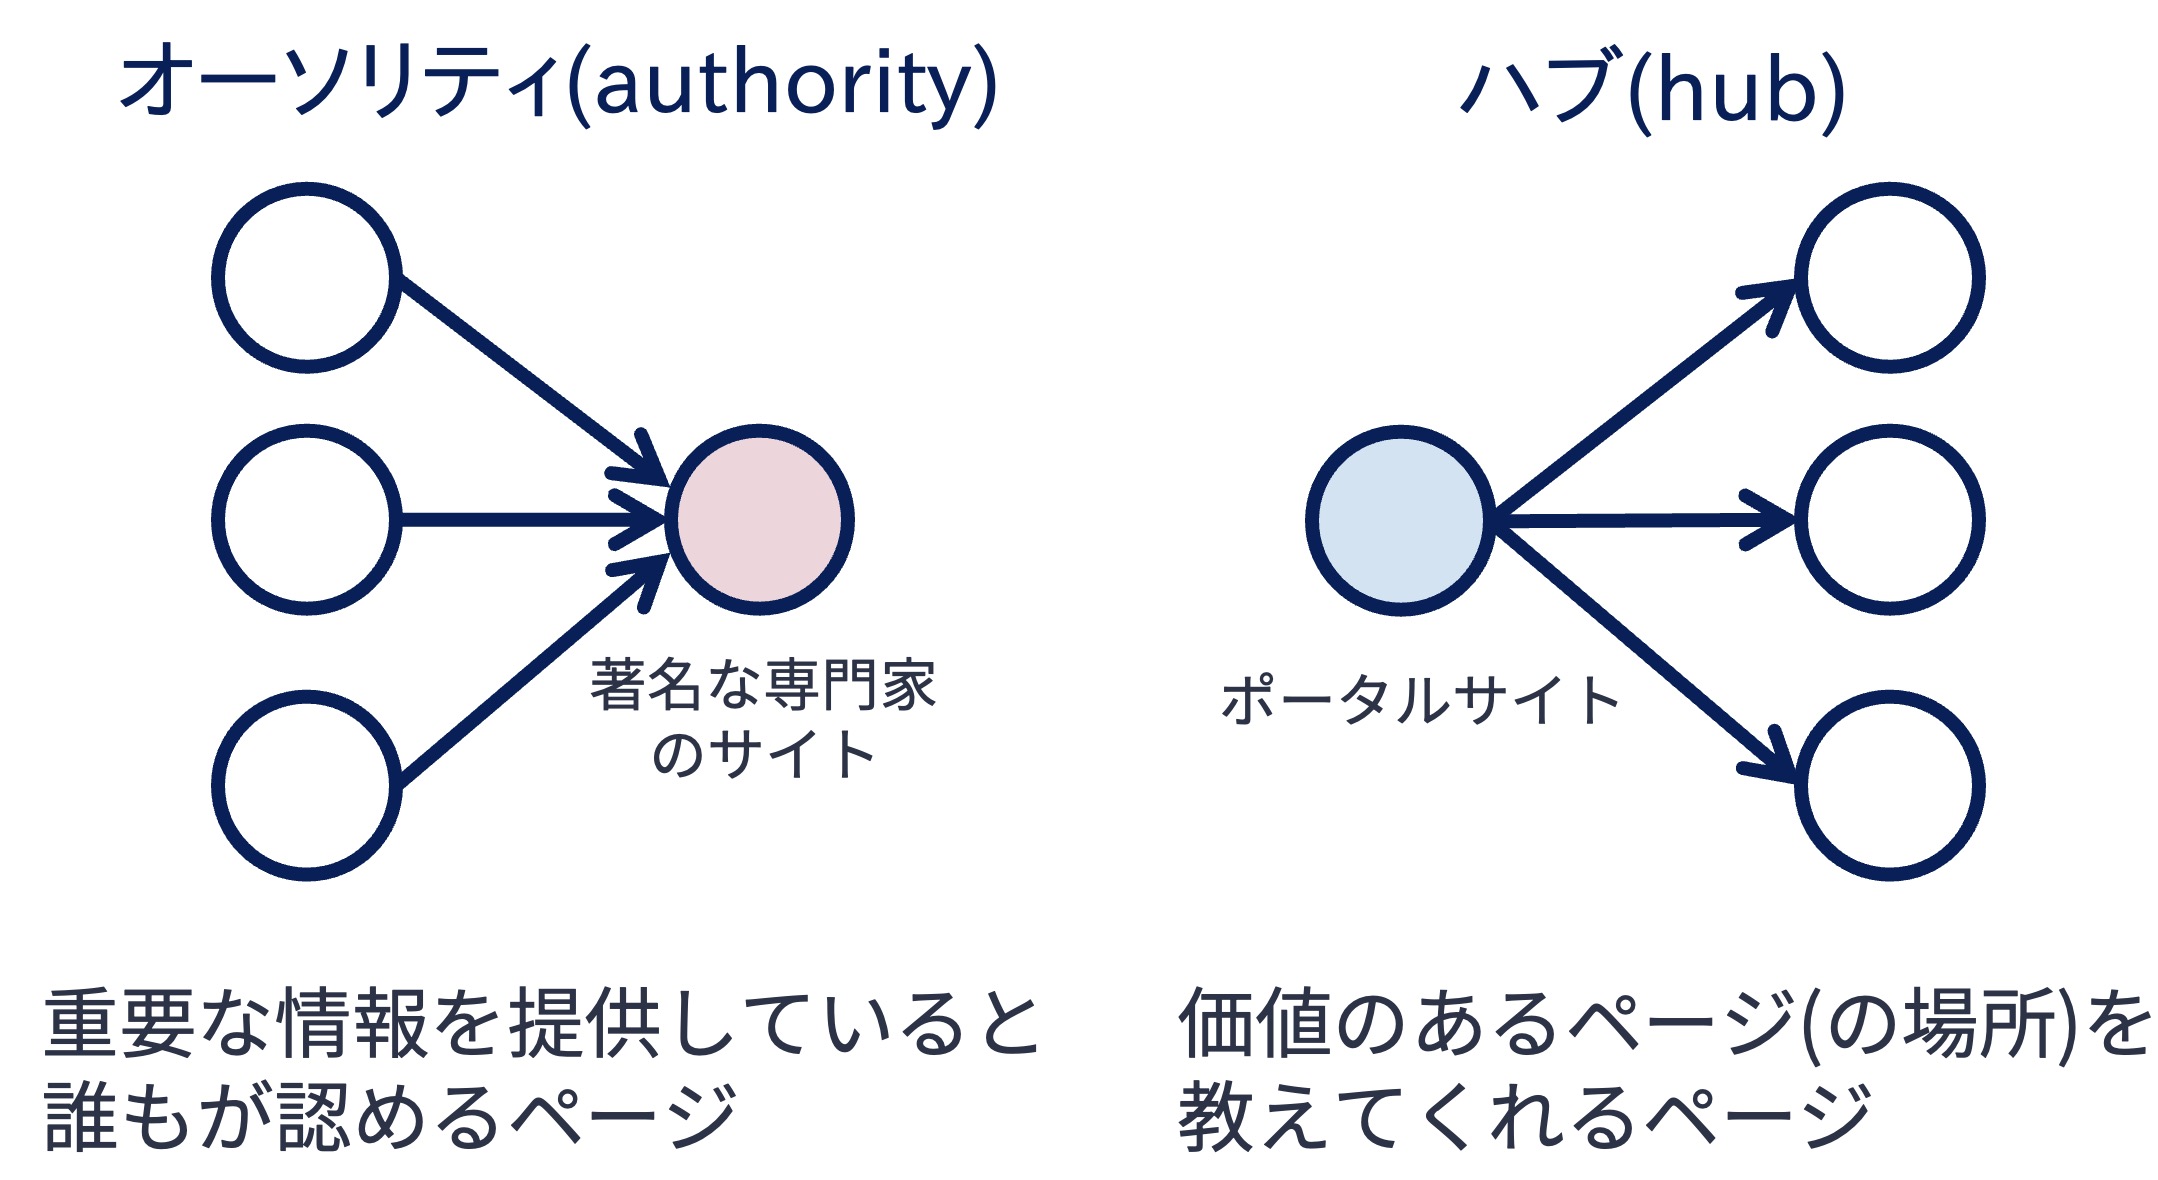 オーソリティ(authority)
著名な専門家
のサイト
重要な情報を提供していると
誰もが認めるページ
ハブ(hub)
ポータルサイト
価値のあるページ(の場所)を
教えてくれるページ